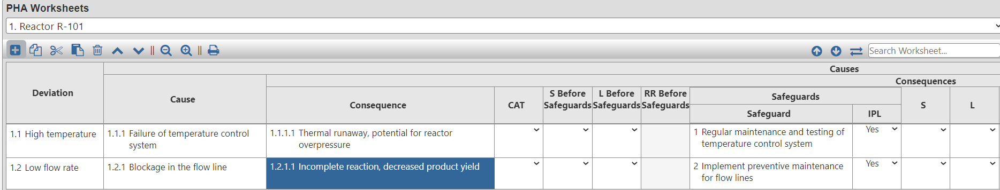 PHA Worksheets
1. Reactor R-101
Search Worksheet...
Causes
Consequences
Deviation
Cause
Consequence
CAT
S Before
Safeguards
L Before
Safeguards
RR Before
Safeguards
Safeguards
Safeguard
IPL
S
L
1.1 High temperature
1.1.1 Failure of temperature control
system
1.1.1.1 Thermal runaway, potential for reactor
overpressure
1 Regular maintenance and testing of
temperature control system
Yes
1.2 Low flow rate
1.2.1 Blockage in the flow line
1.2.1.1 Incomplete reaction, decreased product yield
2 Implement preventive maintenance
for flow lines
Yes